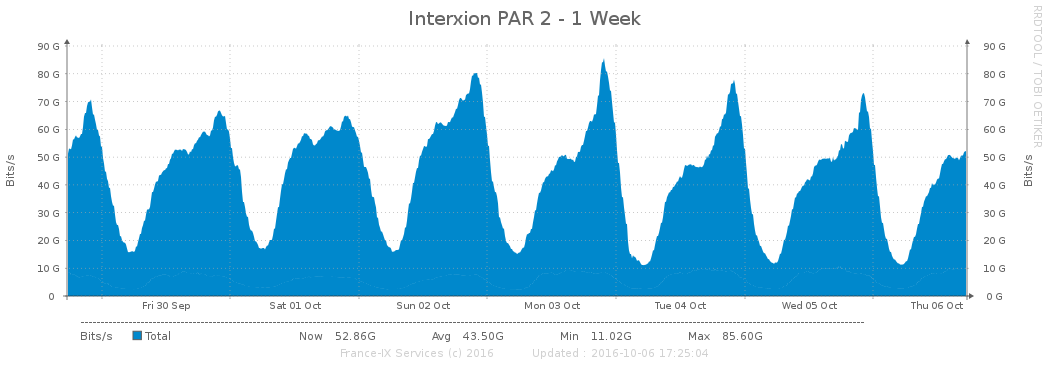 Interxion PAR 2 - 1 Week
RRDTOOL / TOBI OETIKER
Bits/s
90 G 90 G
80 G 80 G
70 G 70 G
60 G 60 G
50 G 50 G
40 G 40 G
30 G 30 G
20 G 20 G
10 G 10 G
0 0 G
Bits/s
Fri 30 Sep Sat 01 Oct Sun 02 Oct Mon 03 Oct Tue 04 Oct Wed 05 Oct Thu 06 Oct
Bits/s Total Now 52.86G Avg 43.50G Min 11.02G Max 85.60G
France-IX Services (c) 2016 Updated : 2016-10-06 17:25:04